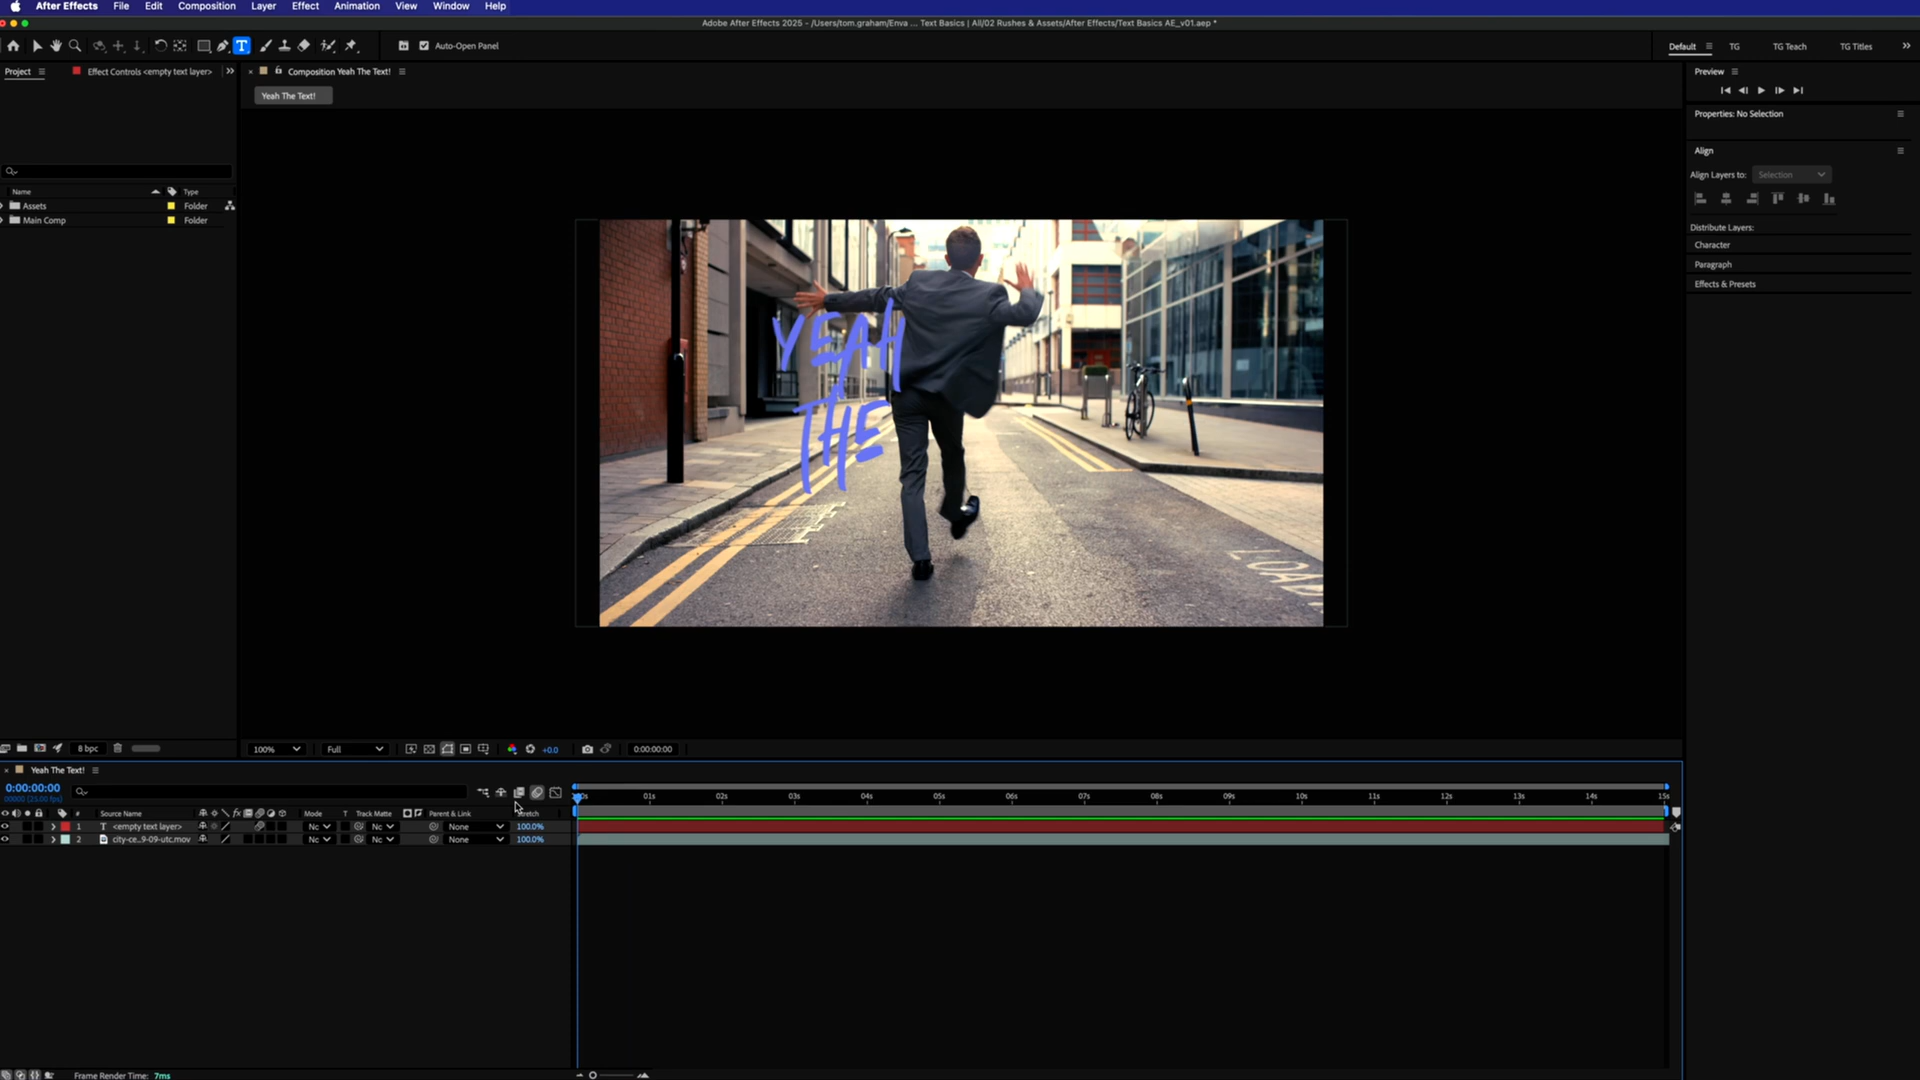 After Effects File Edit Composition Layer Effect Animation View Window Help
Adobe After Effects 2025 - /Users/tom.graham/Enva ... Text Basics | All/02 Rushes & Assets/After Effects/Text Basics AE_v01.aep *
T Auto-Open Panel Default TG TG Teach TG Titles
Project Effect Controls <empty text layer> Composition Yeah The Text! Preview
Yeah The Text!
Properties: No Selection
Align
Align Layers to: Selection
Name Type
Assets Folder
Main Comp Folder
Distribute Layers:
Character
Paragraph
Effects & Presets
YEAH
THE
LOAD
8 bpc 100% Full +0.0 0:00:00:00
Yeah The Text!
0:00:00:00
00000 (25.00 fps)
01s 02s 03s 04s 05s 06s 07s 08s 09s 10s 11s 12s 13s 14s 15s
# Source Name fx Mode T Track Matte Parent & Link Stretch
1 T <empty text layer> Nc Nc None 100.0%
2 city-ce...9-09-utc.mov Nc Nc None 100.0%
Frame Render Time: 7ms